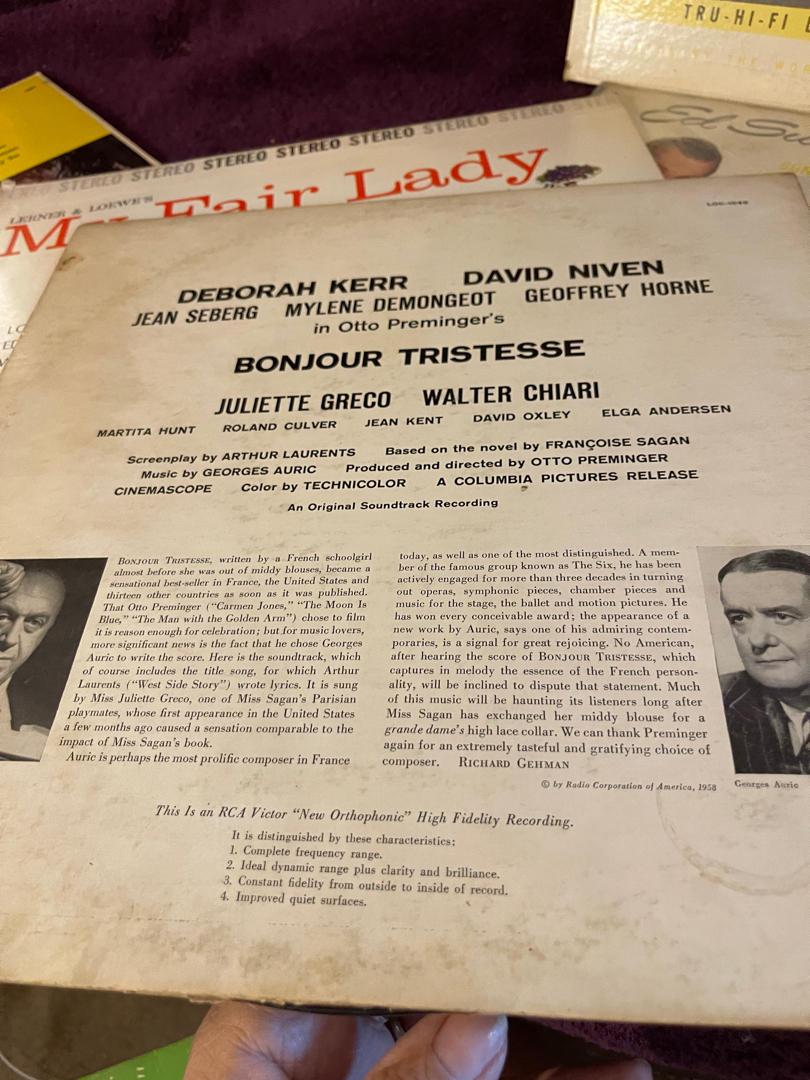 TRU-HI-FI
STEREO STEREO STEREO STEREO STEREO STEREO
LERNER & LOEWE'S
My Fair Lady
Ed Su
DEBORAH KERR DAVID NIVEN
JEAN SEBERG MYLENE DEMONGEOT GEOFFREY HORNE
in Otto Preminger's
BONJOUR TRISTESSE
JULIETTE GRECO WALTER CHIARI
MARTITA HUNT ROLAND CULVER JEAN KENT DAVID OXLEY ELGA ANDERSEN
Screenplay by ARTHUR LAURENTS Based on the novel by FRANÇOISE SAGAN
Music by GEORGES AURIC Produced and directed by OTTO PREMINGER
CINEMASCOPE Color by TECHNICOLOR A COLUMBIA PICTURES RELEASE
An Original Soundtrack Recording
BONJOUR TRISTESSE, written by a French schoolgirl
almost before she was out of middy blouses, became a
sensational best-seller in France, the United States and
thirteen other countries as soon as it was published.
That Otto Preminger ("Carmen Jones," "The Moon Is
Blue," "The Man with the Golden Arm") chose to film
it is reason enough for celebration; but for music lovers,
more significant news is the fact that he chose Georges
Auric to write the score. Here is the soundtrack, which
of course includes the title song, for which Arthur
Laurents ("West Side Story") wrote lyrics. It is sung
by Miss Juliette Greco, one of Miss Sagan's Parisian
playmates, whose first appearance in the United States
a few months ago caused a sensation comparable to the
impact of Miss Sagan's book.
Auric is perhaps the most prolific composer in France
today, as well as one of the most distinguished. A mem-
ber of the famous group known as The Six, he has been
actively engaged for more than three decades in turning
out operas, symphonic pieces, chamber pieces and
music for the stage, the ballet and motion pictures. He
has won every conceivable award; the appearance of a
new work by Auric, says one of his admiring contem-
poraries, is a signal for great rejoicing. No American,
after hearing the score of BONJOUR TRISTESSE, which
captures in melody the essence of the French person-
ality, will be inclined to dispute that statement. Much
of this music will be haunting its listeners long after
Miss Sagan has exchanged her middy blouse for a
grande dame's high lace collar. We can thank Preminger
again for an extremely tasteful and gratifying choice of
composer. RICHARD GEHMAN
© by Radio Corporation of America, 1958
Georges Auric
This Is an RCA Victor "New Orthophonic" High Fidelity Recording.
It is distinguished by these characteristics:
1. Complete frequency range.
2. Ideal dynamic range plus clarity and brilliance.
3. Constant fidelity from outside to inside of record.
4. Improved quiet surfaces.